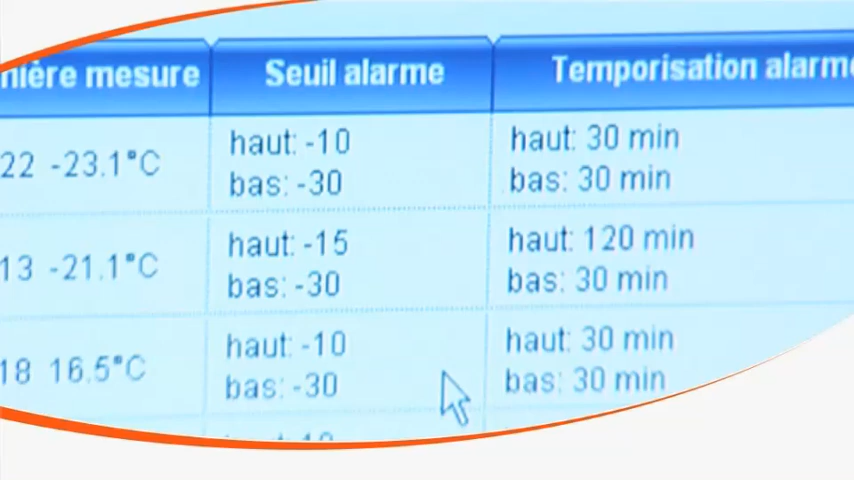 nière mesure Seuil alarme Temporisation alarme
22 -23.1°C haut: -10 haut: 30 min
bas: -30 bas: 30 min
13 -21.1°C haut: -15 haut: 120 min
bas: -30 bas: 30 min
18 16.5°C haut: -10 haut: 30 min
bas: -30 bas: 30 min